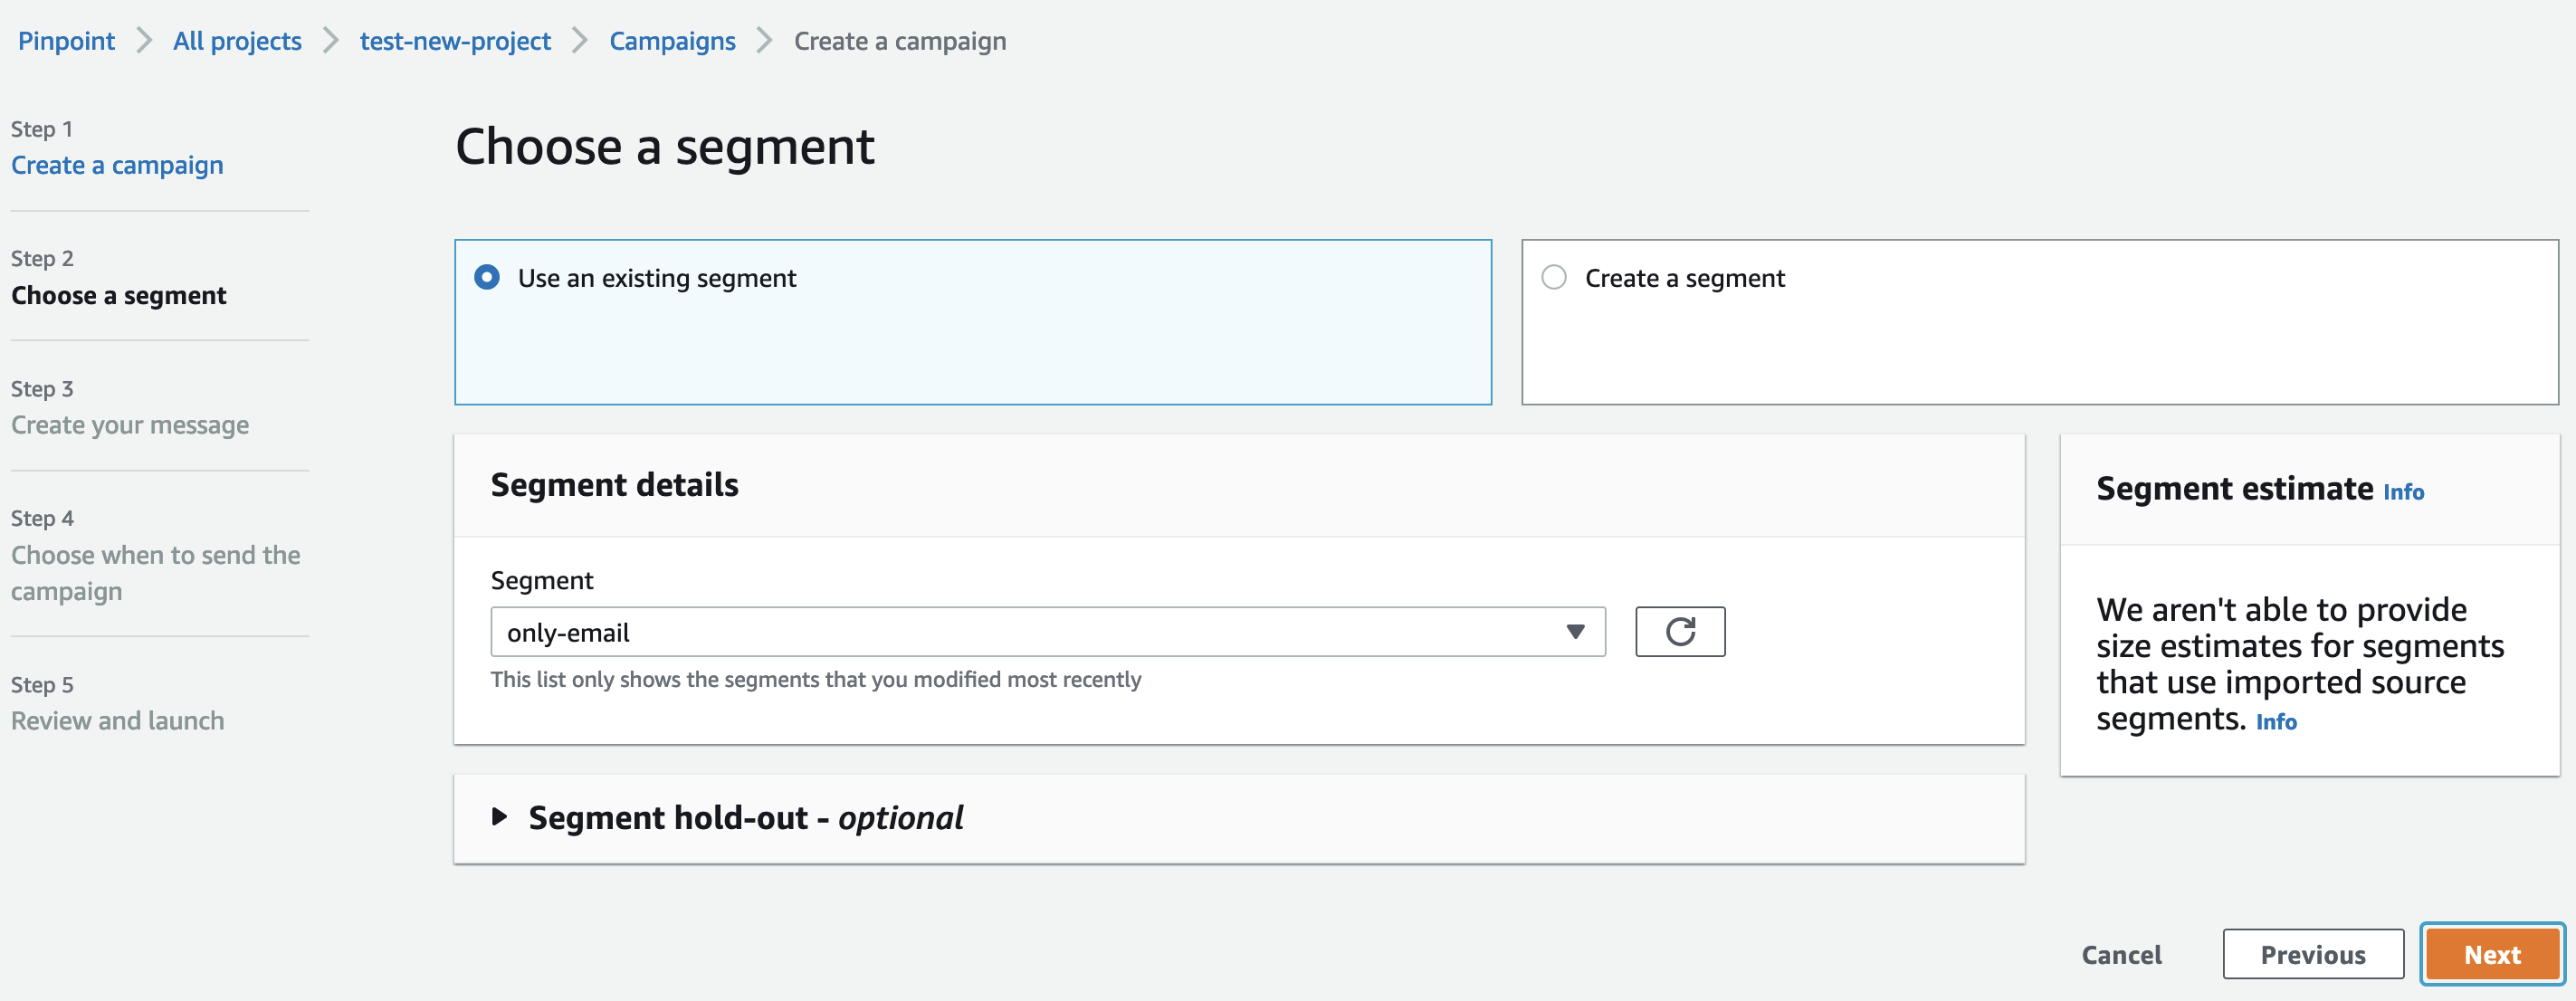 Pinpoint > All projects > test-new-project > Campaigns > Create a campaign
Step 1
Create a campaign
Step 2
Choose a segment
Step 3
Create your message
Step 4
Choose when to send the
campaign
Step 5
Review and launch
Choose a segment
Use an existing segment
Create a segment
Segment details
Segment
only-email
This list only shows the segments that you modified most recently
Segment estimate Info
We aren't able to provide
size estimates for segments
that use imported source
segments. Info
Segment hold-out - optional
Cancel
Previous
Next